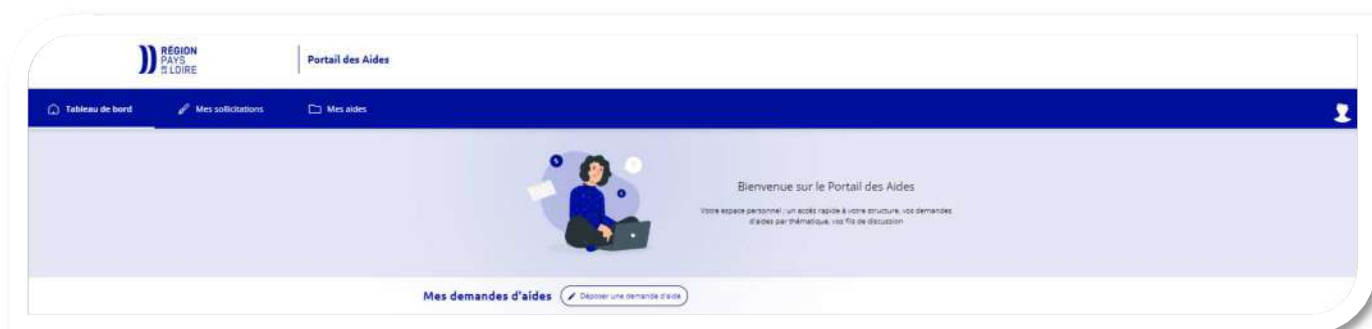 RÉGION
PAYS
DE LA LOIRE
Portail des Aides
Tableau de bord
Mes sollicitations
Mes aides
Bienvenue sur le Portail des Aides
Votre espace personnel : un accès rapide à votre structure, vos demandes
d'aides par thématique, vos fils de discussion
Mes demandes d'aides
Déposer une demande d'aide